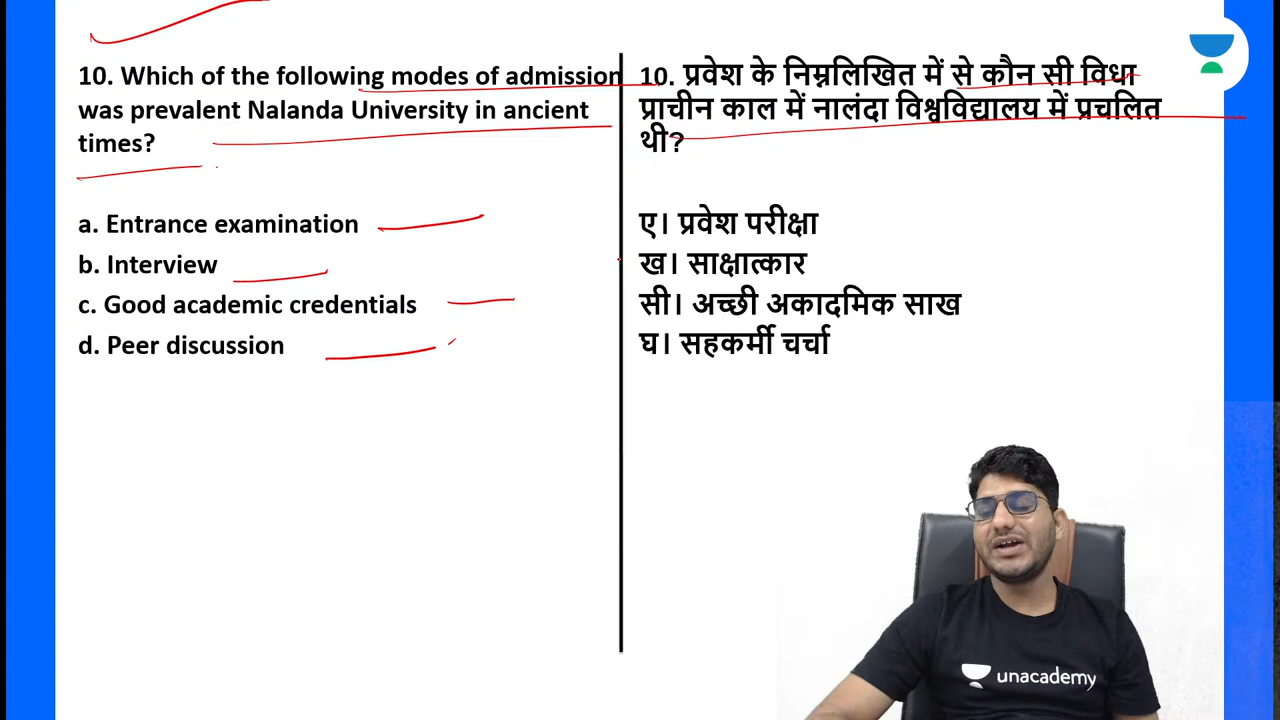 10. Which of the following modes of admission
was prevalent Nalanda University in ancient
times?
a. Entrance examination
b. Interview
c. Good academic credentials
d. Peer discussion
10. प्रवेश के निम्नलिखित में से कौन सी विधा
प्राचीन काल में नालंदा विश्वविद्यालय में प्रचलित
थी?
ए। प्रवेश परीक्षा
ख। साक्षात्कार
सी। अच्छी अकादमिक साख
घ। सहकर्मी चर्चा
unacademy